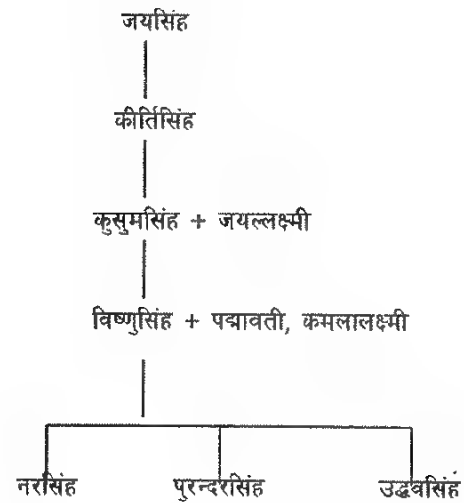 जयसिंह
कीर्तिसिंह
कुसुमसिंह + जयल्लक्ष्मी
विष्णुसिंह + पद्मावती, कमलालक्ष्मी
नरसिंह पुरन्दरसिंह उद्धवसिंह